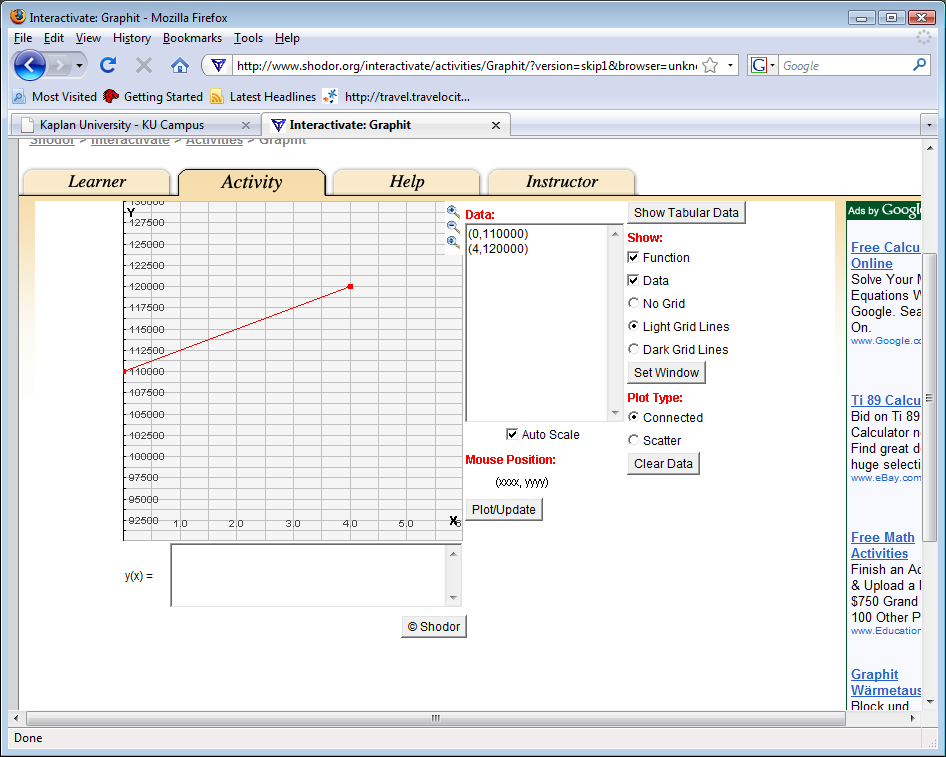 Interactivate: Graphit - Mozilla Firefox
File Edit View History Bookmarks Tools Help
http://www.shodor.org/interactivate/activities/Graphit/?version=skip1&browser=unkn
Google
Most Visited Getting Started Latest Headlines http://travel.travelocit...
Kaplan University - KU Campus
Interactivate: Graphit
Shodor > Interactivate > Activities > Graphit
Learner
Activity
Help
Instructor
Y
130000
127500
125000
122500
120000
117500
115000
112500
110000
107500
105000
102500
100000
97500
95000
92500
1.0 2.0 3.0 4.0 5.0 6
X
y(x) =
© Shodor
Data:
(0,110000)
(4,120000)
Auto Scale
Mouse Position:
(xxxx, yyyy)
Plot/Update
Show Tabular Data
Show:
Function
Data
No Grid
Light Grid Lines
Dark Grid Lines
Set Window
Plot Type:
Connected
Scatter
Clear Data
Ads by Google
Free Calcu
Online
Solve Your M
Equations W
Google. Sea
On.
www.Google.co
Ti 89 Calcu
Bid on Ti 89
Calculator n
Find great d
huge selecti
www.eBay.com
Free Math
Activities
Finish an Ac
& Upload a l
$750 Grand
100 Other P
www.Education
Graphit
Wärmetaus
Block und
Done